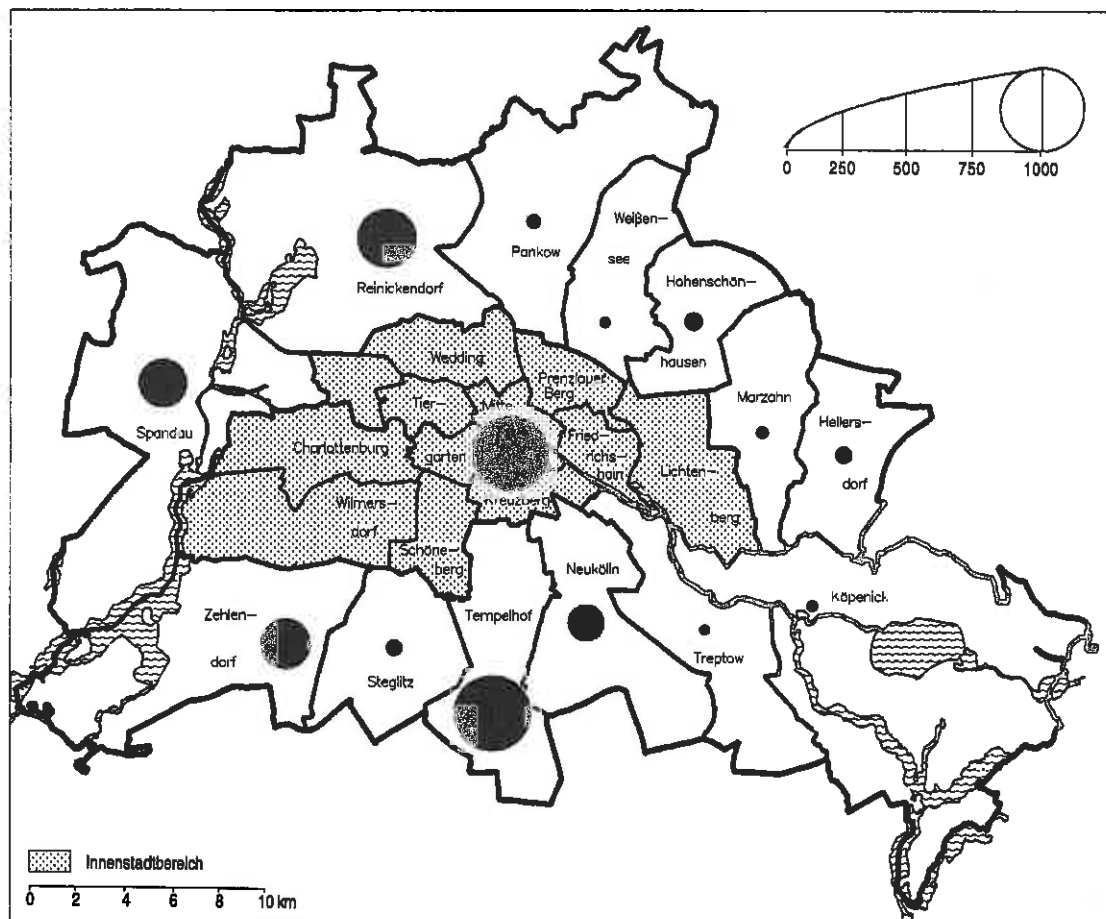 0 250 500 750 1000
Weißen–
see
Pankow
Hohenschön–
hausen
Reinickendorf
Wedding
Prenzlauer
Berg
Marzahn
Hellers–
dorf
Tier–
garten
Mitte
Spandau
Charlottenburg
Fried–
richs–
hain
Lichten–
berg
Kreuzberg
Wilmers–
dorf
Schöne–
berg
Neukölln
Zehlen–
dorf
Tempelhof
Köpenick
Steglitz
Treptow
Innenstadtbereich
0 2 4 6 8 10 km